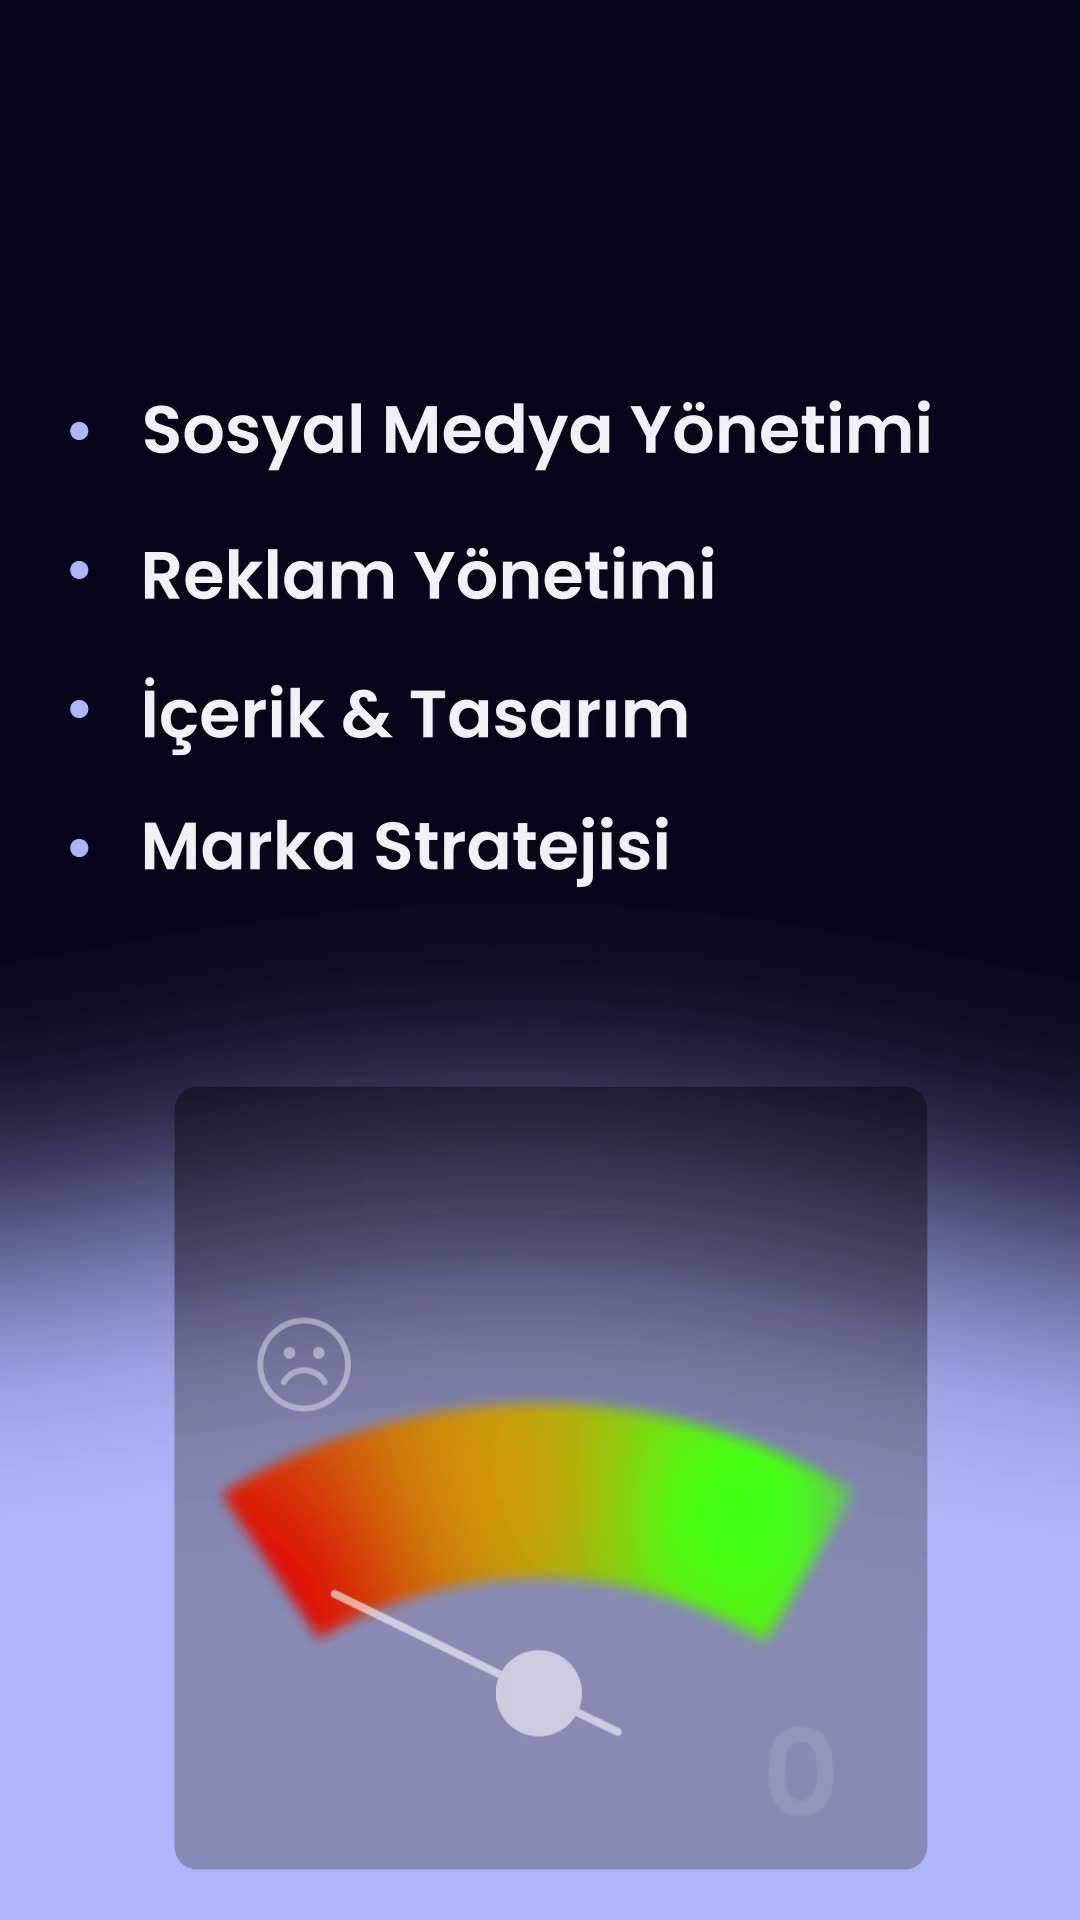 Sosyal Medya Yönetimi
Reklam Yönetimi
İçerik & Tasarım
Marka Stratejisi
0